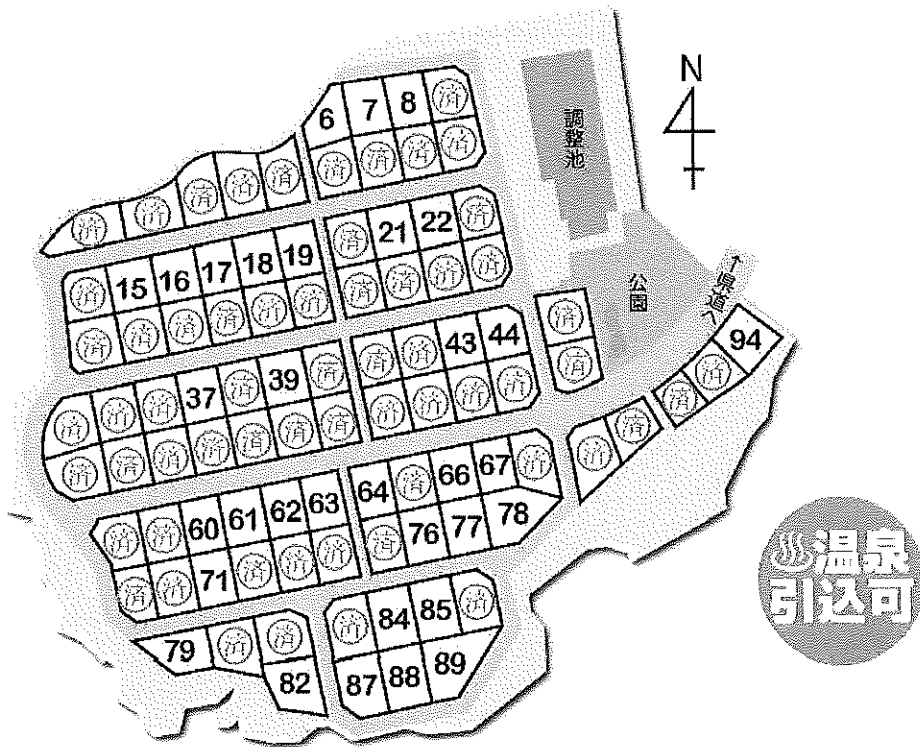 N
6 7 8 済
調整池
済 済 済 済
済 済 済 済 済
済 15 16 17 18 19
済 21 22 済
済 済 済 済 済 済
済 済 済 済
公園
↑県道へ
済 済 済 37 済 39 済
済 済 43 44
済
済
94
済 済 済 済 済 済 済
済 済 済 済
済 済
済 済
済 済 60 61 62 63
64 済 66 67 済
済 済 71 済 済 済
済 76 77 78
79 済 済
82
済 84 85 済
87 88 89
温泉
引込可